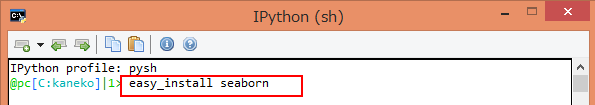 IPython (sh)
IPython profile: pysh
@pc[C:kaneko]|1> easy_install seaborn